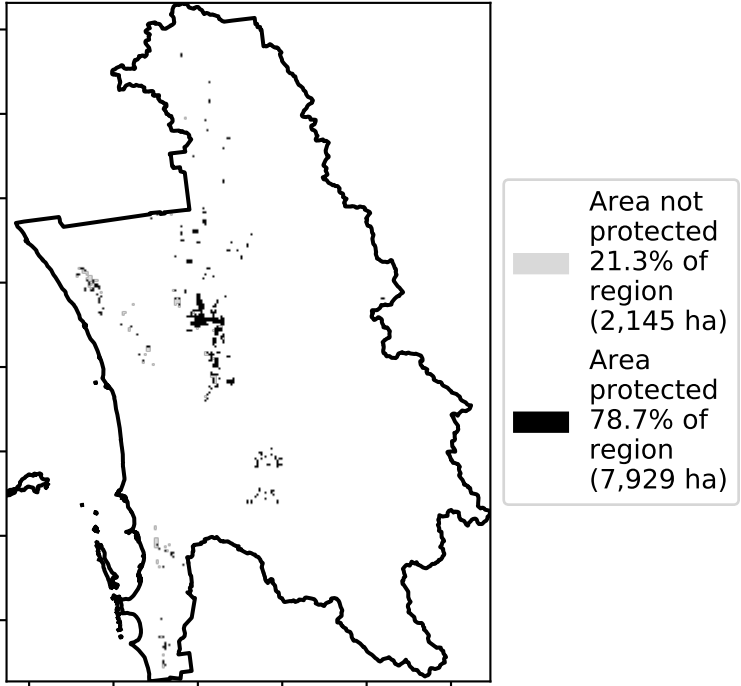 Area not
protected
21.3% of
region
(2,145 ha)
Area
protected
78.7% of
region
(7,929 ha)